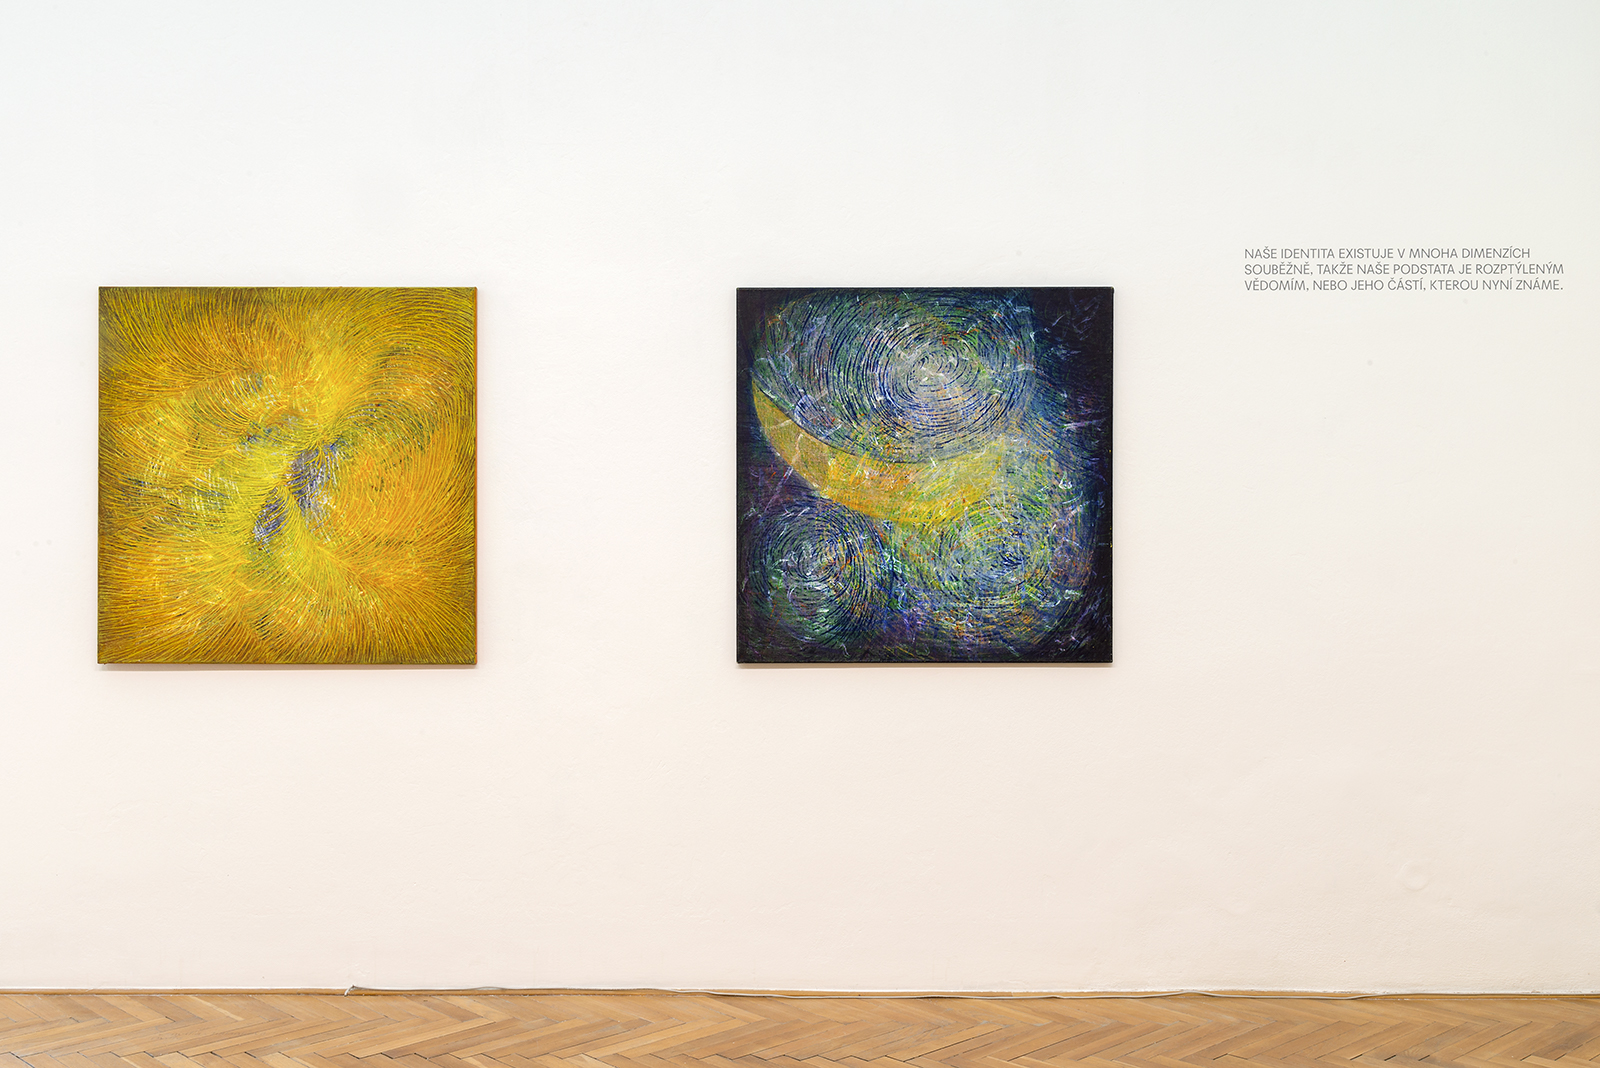 NAŠE IDENTITA EXISTUJE V MNOHA DIMENZÍCH
SOUBĚŽNĚ, TAKŽE NAŠE PODSTATA JE ROZPTÝLENÝM
VĚDOMÍM, NEBO JEHO ČÁSTÍ, KTEROU NYNÍ ZNÁME.